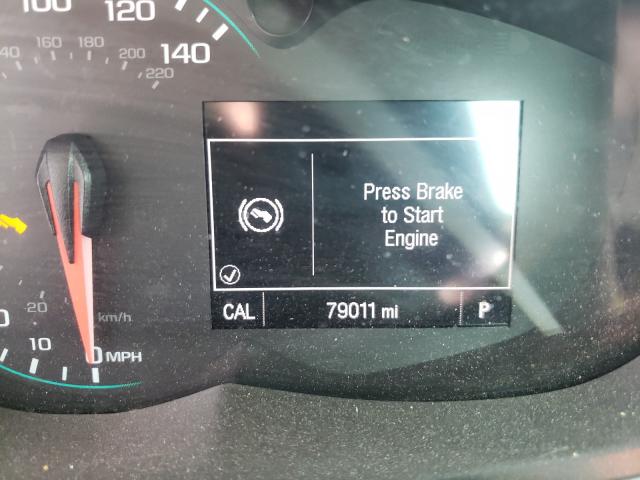 100 120
140
140 160 180 200
220
Press Brake
to Start
Engine
CAL 79011 mi P
20 km/h
10 0 MPH